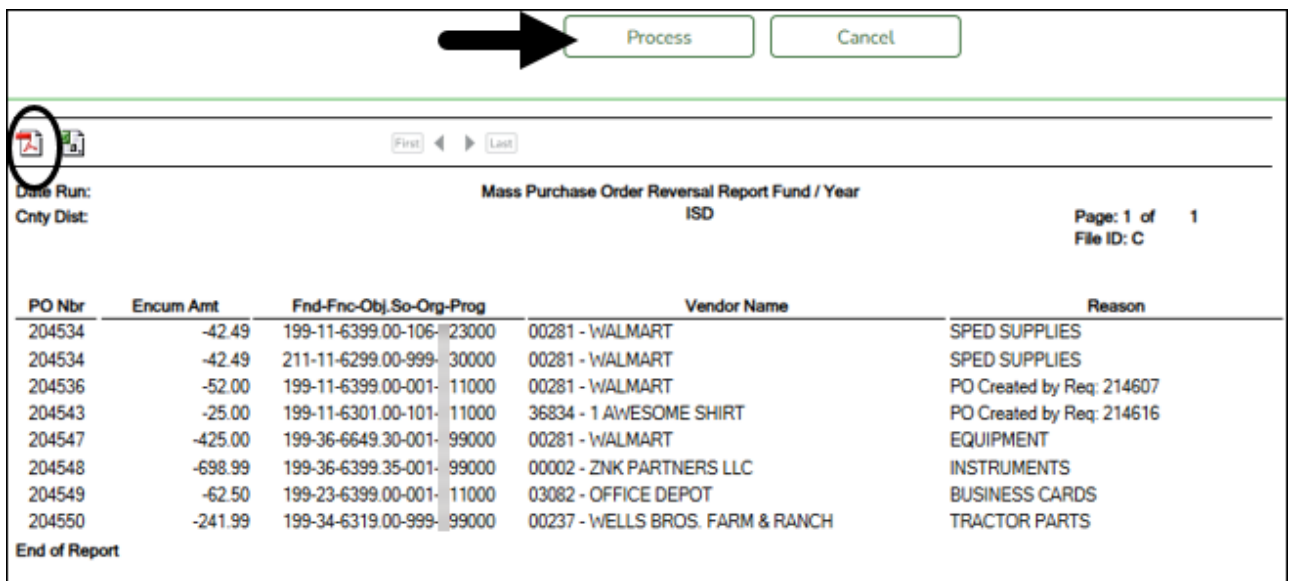 Process Cancel
First Last
Date Run: Mass Purchase Order Reversal Report Fund / Year
Cnty Dist: ISD Page: 1 of 1
File ID: C
PO Nbr Encum Amt Fnd-Fnc-Obj.So-Org-Prog Vendor Name Reason
204534 -42.49 199-11-6399.00-106- 23000 00281 - WALMART SPED SUPPLIES
204534 -42.49 211-11-6299.00-999- 30000 00281 - WALMART SPED SUPPLIES
204536 -52.00 199-11-6399.00-001- 11000 00281 - WALMART PO Created by Req: 214607
204543 -25.00 199-11-6301.00-101- 11000 36834 - 1 AWESOME SHIRT PO Created by Req: 214616
204547 -425.00 199-36-6649.30-001- 99000 00281 - WALMART EQUIPMENT
204548 -698.99 199-36-6399.35-001- 99000 00002 - ZNK PARTNERS LLC INSTRUMENTS
204549 -62.50 199-23-6399.00-001- 11000 03082 - OFFICE DEPOT BUSINESS CARDS
204550 -241.99 199-34-6319.00-999- 99000 00237 - WELLS BROS. FARM & RANCH TRACTOR PARTS
End of Report